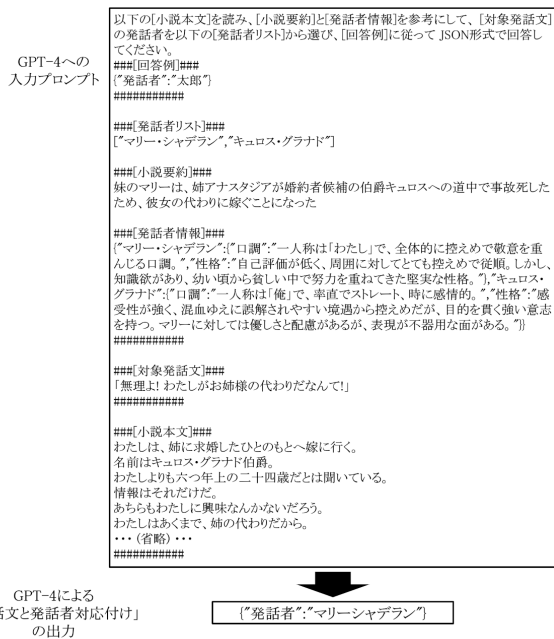 GPT-4への
入力プロンプト
以下の[小説本文]を読み、[小説要約]と[発話者情報]を参考にして、[対象発話文]
の発話者を以下の[発話者リスト]から選び、[回答例]に従って JSON形式で回答し
てください。
###[回答例]###
{"発話者":"太郎"}
###########
###[発話者リスト]###
["マリー・シャデラン","キュロス・グラナド"]
###[小説要約]###
妹のマリーは、姉アナスタジアが婚約者候補の伯爵キュロスへの道中で事故死した
ため、彼女の代わりに嫁ぐことになった
###[発話者情報]###
{"マリー・シャデラン":{"口調":"一人称は「わたし」で、全体的に控えめで敬意を重
んじる口調。","性格":"自己評価が低く、周囲に対してとても控えめで従順。しかし、
知識欲があり、幼い頃から貧しい中で努力を重ねてきた堅実な性格。"},"キュロス・
グラナド":{"口調":"一人称は「俺」で、率直でストレート、時に感情的。","性格":"感
受性が強く、混血ゆえに誤解されやすい境遇から控えめだが、目的を貫く強い意志
を持つ。マリーに対しては優しさと配慮があるが、表現が不器用な面がある。"}}
###########
###[対象発話文]###
「無理よ! わたしがお姉様の代わりだなんて!」
###########
###[小説本文]###
わたしは、姉に求婚したひとのもとへ嫁に行く。
名前はキュロス・グラナド伯爵。
わたしよりも六つ年上の二十四歳だとは聞いている。
情報はそれだけだ。
あちらもわたしに興味なんかないだろう。
わたしはあくまで、姉の代わりだから。
・・・(省略)・・・
###########
GPT-4による
話文と発話者対応付け」
の出力
{"発話者":"マリーシャデラン"}